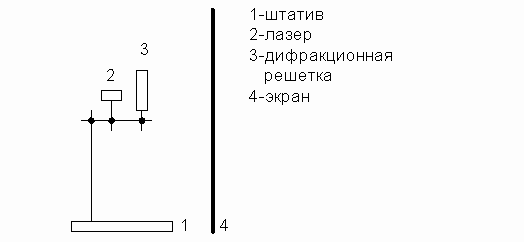 1-штатив
2-лазер
3-дифракционная
решетка
4-экран
3
2
1
4